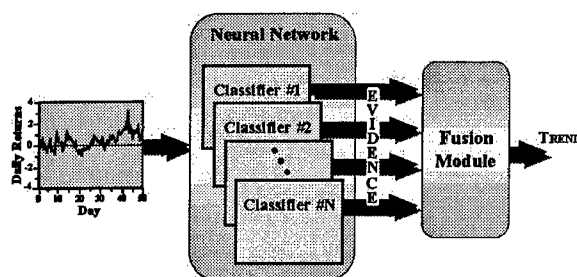 Neural Network
Classifier #1
Classifier #2
Classifier #N
EVIDENCE
Fusion
Module
TREND
Daily Returns
4
2
0
-2
-4
0 10 20 30 40 50
Day